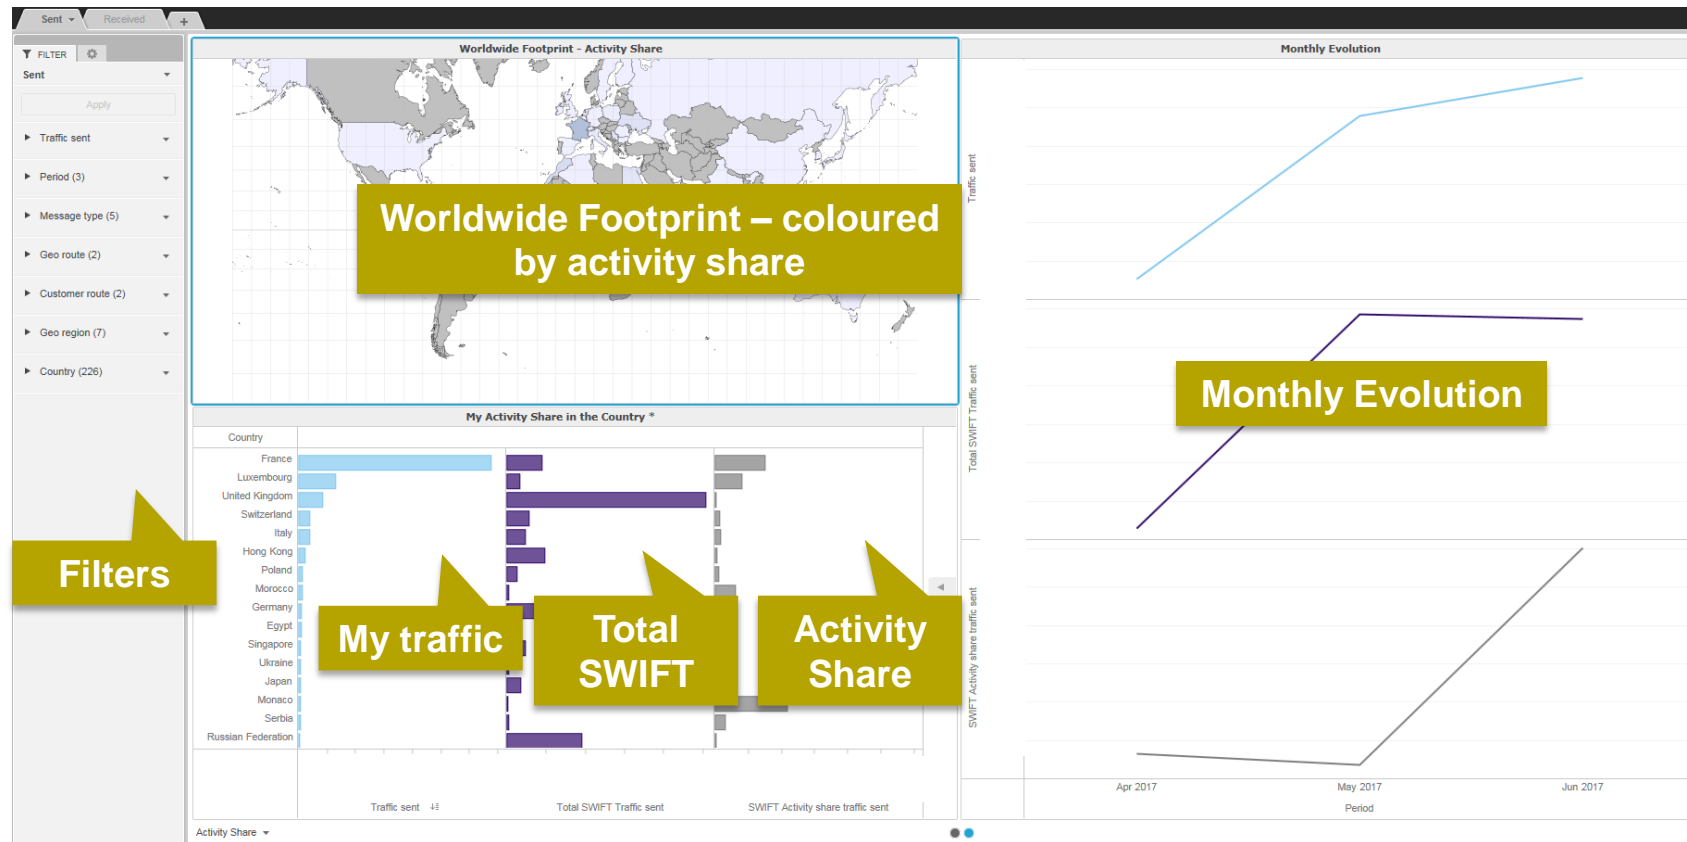 Sent
Received
+
FILTER
Sent
Apply
Traffic sent
Period (3)
Message type (5)
Geo route (2)
Customer route (2)
Geo region (7)
Country (226)
Filters
Worldwide Footprint - Activity Share
Worldwide Footprint – coloured
by activity share
My Activity Share in the Country *
Country
France
Luxembourg
United Kingdom
Switzerland
Italy
Hong Kong
Poland
Morocco
Germany
Egypt
Singapore
Ukraine
Japan
Monaco
Serbia
Russian Federation
My traffic
Total
SWIFT
Activity
Share
Traffic sent
Total SWIFT Traffic sent
SWIFT Activity share traffic sent
Activity Share
Monthly Evolution
Traffic sent
Total SWIFT Traffic sent
SWIFT Activity share traffic sent
Monthly Evolution
Apr 2017
May 2017
Jun 2017
Period